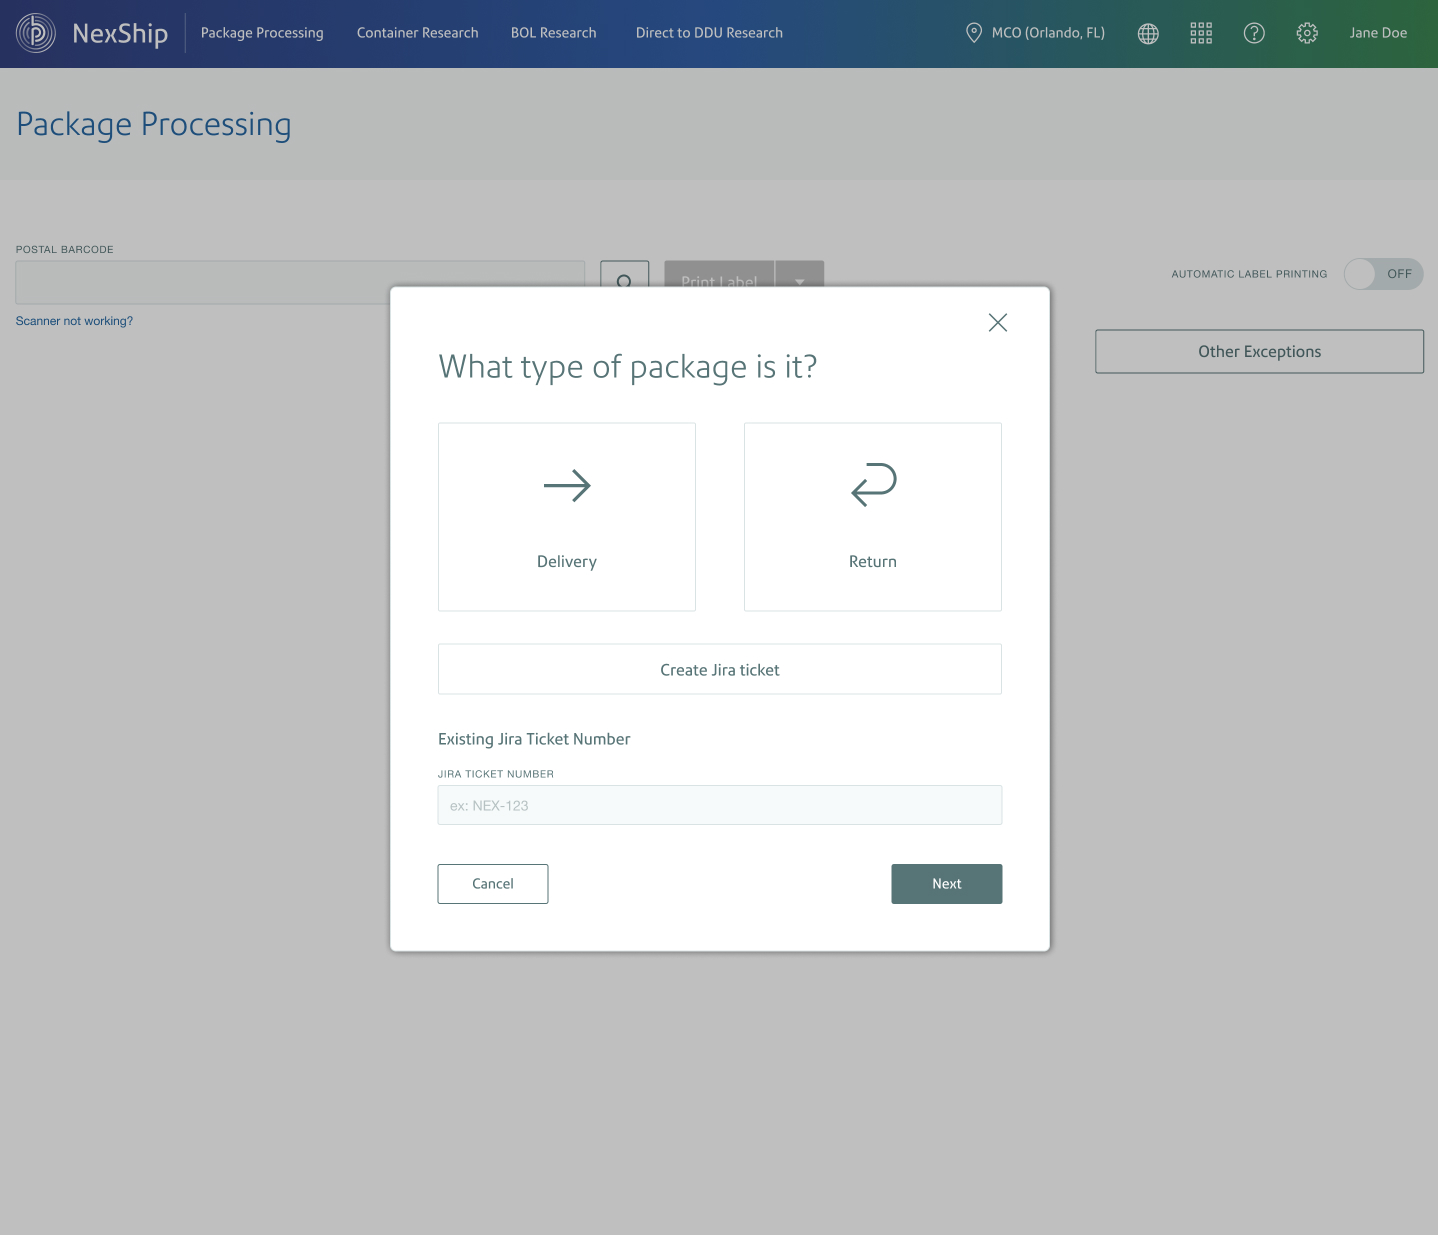 NexShip
Package Processing
Container Research
BOL Research
Direct to DDU Research
MCO (Orlando, FL)
Jane Doe
Package Processing
POSTAL BARCODE
Print Label
AUTOMATIC LABEL PRINTING
OFF
Scanner not working?
Other Exceptions
What type of package is it?
Delivery
Return
Create Jira ticket
Existing Jira Ticket Number
JIRA TICKET NUMBER
ex: NEX-123
Cancel
Next